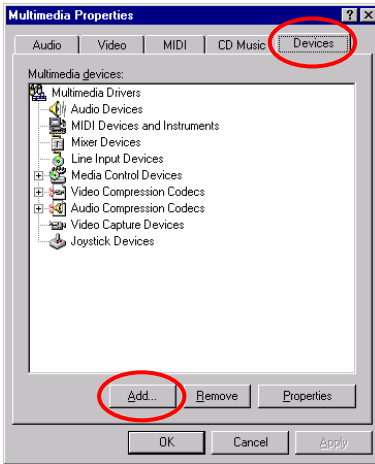 Multimedia Properties
Audio Video MIDI CD Music Devices
Multimedia devices:
Multimedia Drivers
Audio Devices
MIDI Devices and Instruments
Mixer Devices
Line Input Devices
Media Control Devices
Video Compression Codecs
Audio Compression Codecs
Video Capture Devices
Joystick Devices
Add... Remove Properties
OK Cancel Apply